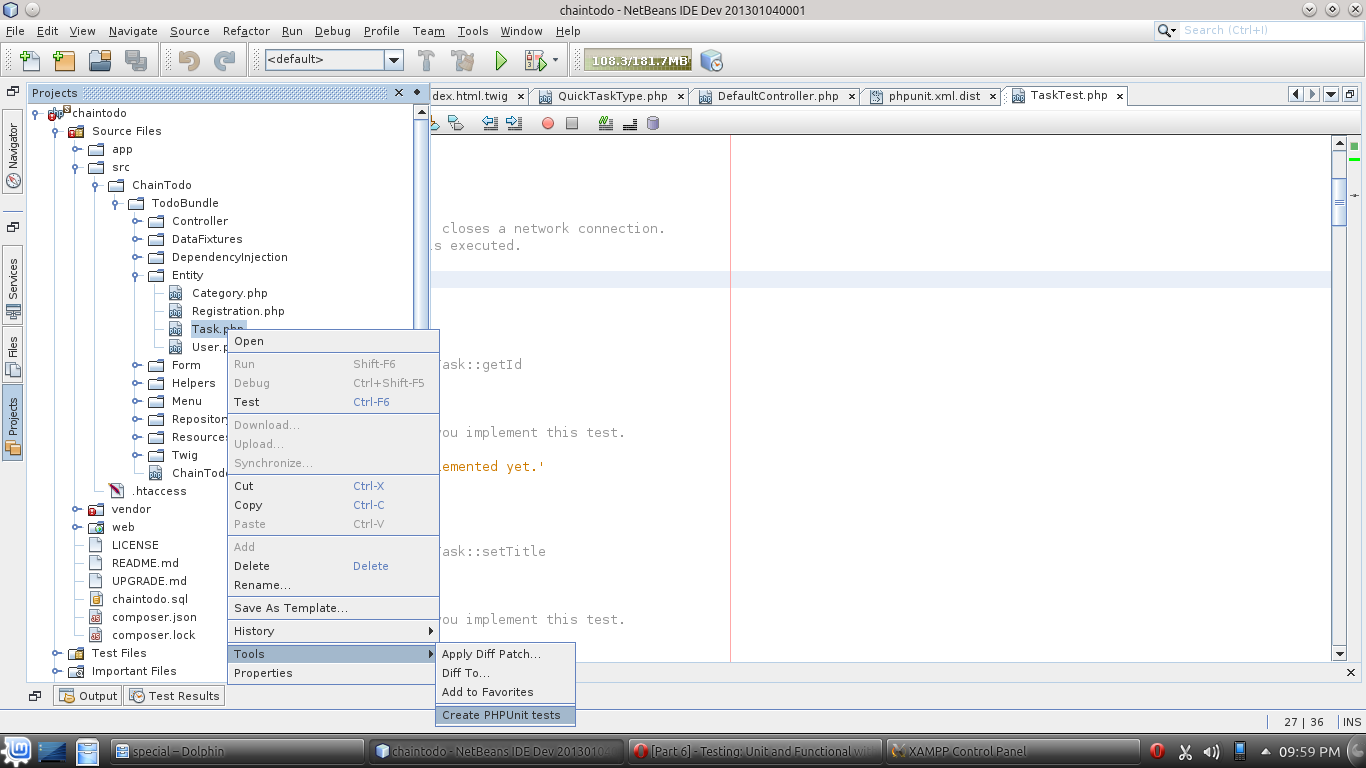 chaintodo - NetBeans IDE Dev 201301040001
File Edit View Navigate Source Refactor Run Debug Profile Team Tools Window Help
Search (Ctrl+I)
<default>
108.3/181.7MB
Projects
dex.html.twig QuickTaskType.php DefaultController.php phpunit.xml.dist TaskTest.php
Navigator
Services
Files
Projects
chaintodo
Source Files
app
src
ChainTodo
TodoBundle
Controller
DataFixtures
DependencyInjection
Entity
Category.php
Registration.php
Task.php
User.p
Form
Helpers
Menu
Repository
Resources
Twig
ChainTodo
.htaccess
vendor
web
LICENSE
README.md
UPGRADE.md
chaintodo.sql
composer.json
composer.lock
Test Files
Important Files
closes a network connection.
s executed.
ask::getId
you implement this test.
lemented yet.'
ask::setTitle
you implement this test.
Open
Run Shift-F6
Debug Ctrl+Shift-F5
Test Ctrl-F6
Download...
Upload...
Synchronize...
Cut Ctrl-X
Copy Ctrl-C
Paste Ctrl-V
Add
Delete Delete
Rename...
Save As Template...
History
Tools
Properties
Apply Diff Patch...
Diff To...
Add to Favorites
Create PHPUnit tests
Output Test Results
27 | 36 INS
special – Dolphin
chaintodo - NetBeans IDE Dev 20130104
[Part 6] - Testing: Unit and Functional wi
XAMPP Control Panel
09:59 PM